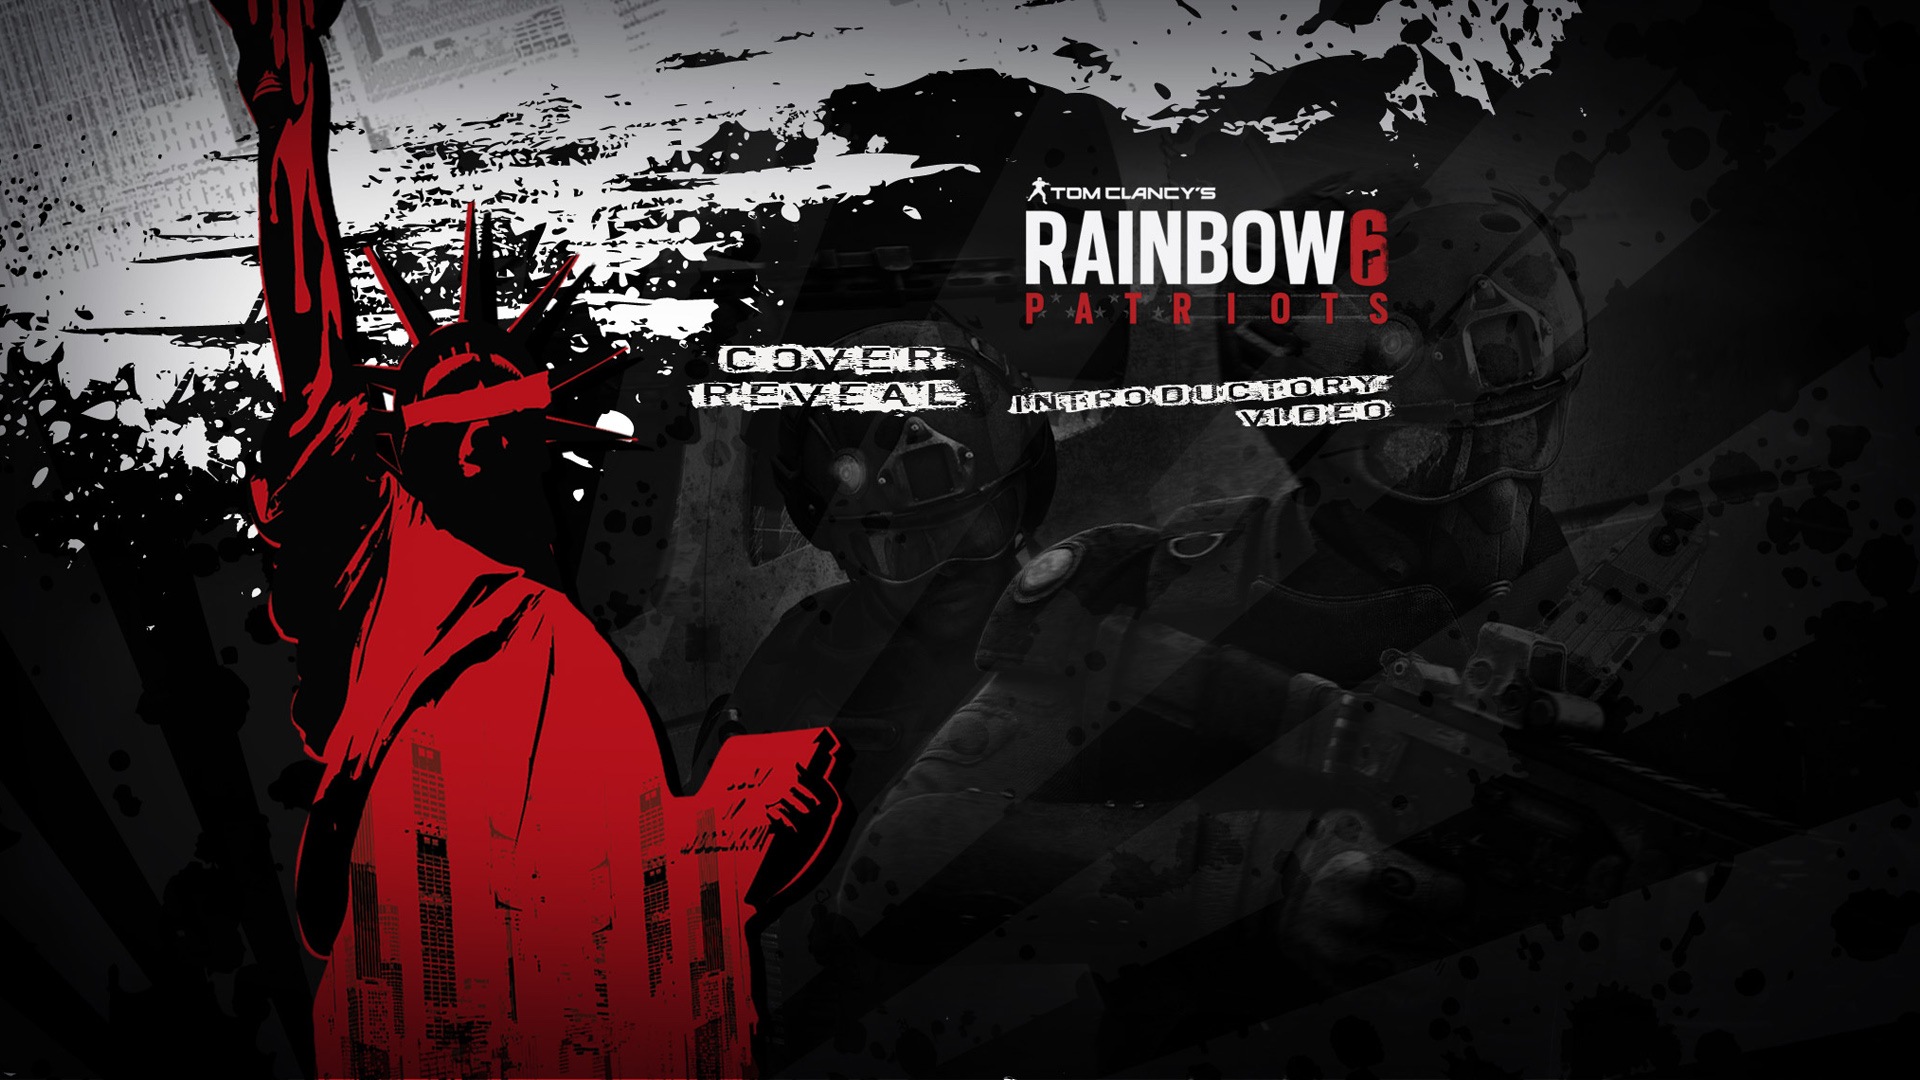 TOM CLANCY'S
RAINBOW6
PATRIOTS
COVER
REVEAL
INTRODUCTORY
VIDEO